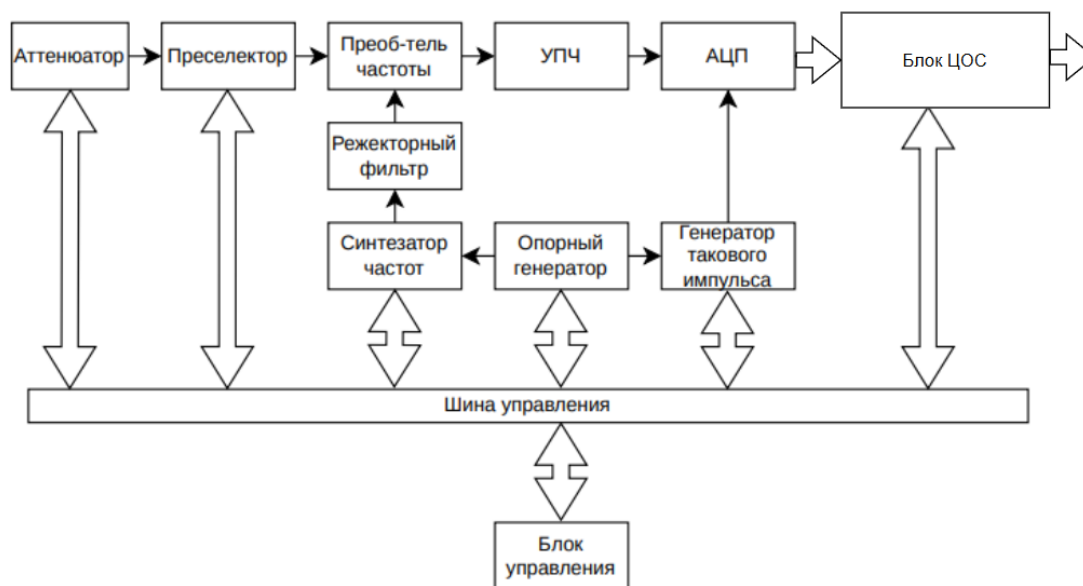 Аттенюатор
Преселектор
Преоб-тель
частоты
УПЧ
АЦП
Блок ЦОС
Режекторный
фильтр
Синтезатор
частот
Опорный
генератор
Генератор
такового
импульса
Шина управления
Блок
управления